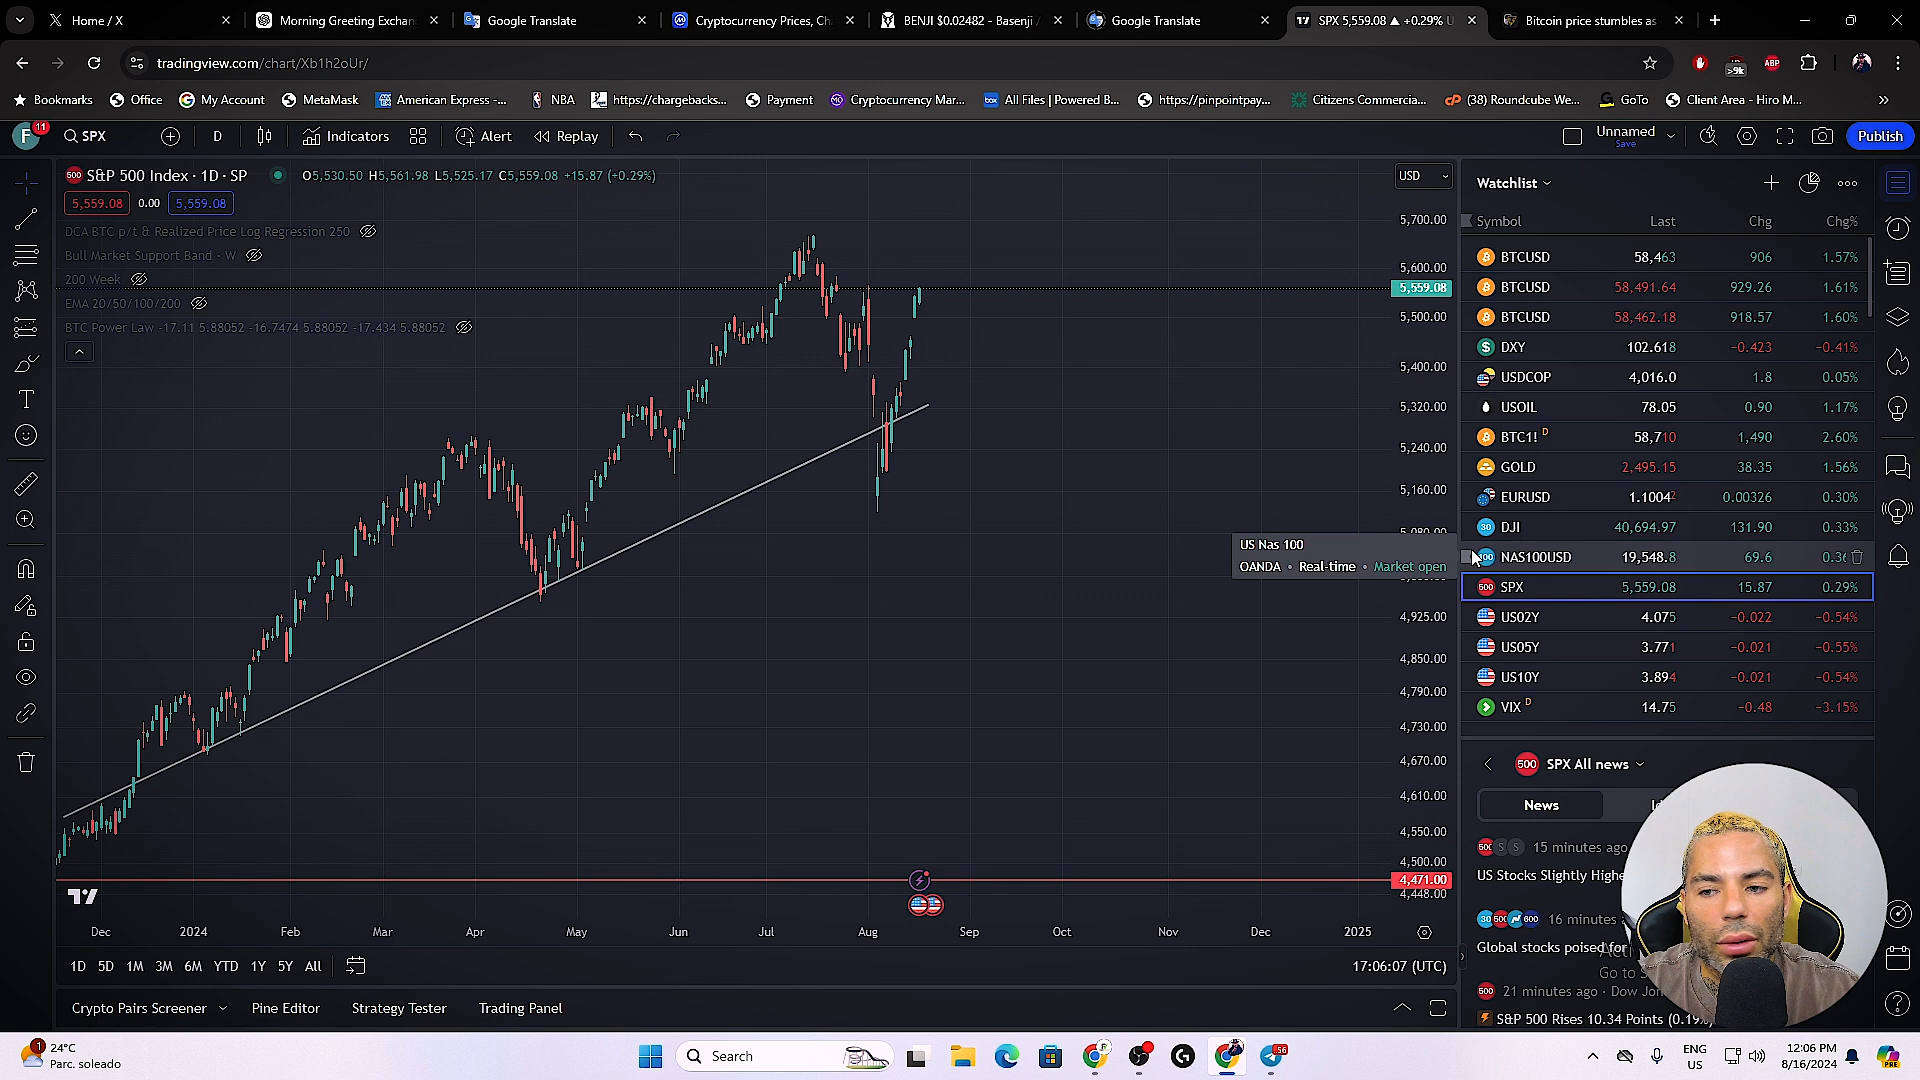 Home / X
Morning Greeting Exchan
Google Translate
Cryptocurrency Prices, Ch
BENJI $0.02482 - Basenji
Google Translate
SPX 5,559.08 ▲ +0.29% U
Bitcoin price stumbles as
tradingview.com/chart/Xb1h2oUr/
>9k
ABP
Bookmarks
Office
My Account
MetaMask
American Express -...
NBA
https://chargebacks...
Payment
Cryptocurrency Mar...
box
All Files | Powered B...
https://pinpointpay...
Citizens Commercia...
cP
(38) Roundcube We...
GoTo
Client Area - Hiro M...
F
11
SPX
D
Indicators
Alert
Replay
Unnamed
Save
Publish
500
S&P 500 Index · 1D · SP
O5,530.50 H5,561.98 L5,525.17 C5,559.08 +15.87 (+0.29%)
5,559.08
0.00
5,559.08
DCA BTC p/t & Realized Price Log Regression 250
Bull Market Support Band - W
200 Week
EMA 20/50/100/200
BTC Power Law -17.11 5.88052 -16.7474 5.88052 -17.434 5.88052
USD
5,700.00
5,600.00
5,559.08
5,500.00
5,400.00
5,320.00
5,240.00
5,160.00
5,080.00
4,925.00
4,850.00
4,790.00
4,730.00
4,670.00
4,610.00
4,550.00
4,500.00
4,471.00
4,448.00
US Nas 100
OANDA • Real-time • Market open
Dec
2024
Feb
Mar
Apr
May
Jun
Jul
Aug
Sep
Oct
Nov
Dec
2025
1D
5D
1M
3M
6M
YTD
1Y
5Y
All
17:06:07 (UTC)
Crypto Pairs Screener
Pine Editor
Strategy Tester
Trading Panel
Watchlist
Symbol Last Chg Chg%
BTCUSD 58,463 906 1.57%
BTCUSD 58,491.64 929.26 1.61%
BTCUSD 58,462.18 918.57 1.60%
DXY 102.618 −0.423 −0.41%
USDCOP 4,016.0 1.8 0.05%
USOIL 78.05 0.90 1.17%
BTC1! D 58,710 1,490 2.60%
GOLD 2,495.15 38.35 1.56%
EURUSD 1.10042 0.00326 0.30%
30 DJI 40,694.97 131.90 0.33%
NAS100USD 19,548.8 69.6
500 SPX 5,559.08 15.87 0.29%
US02Y 4.075 −0.022 −0.54%
US05Y 3.771 −0.021 −0.55%
US10Y 3.894 −0.021 −0.54%
VIX D 14.75 −0.48 −3.15%
500
SPX All news
News
15 minutes ago
US Stocks Slightly Highe
16 minutes
Global stocks poised for
Go to S
500
21 minutes ago · Dow Jon
S&P 500 Rises 10.34 Points (0.19%
1
24°C
Parc. soleado
Search
56
ENG
US
12:06 PM
8/16/2024
PRE